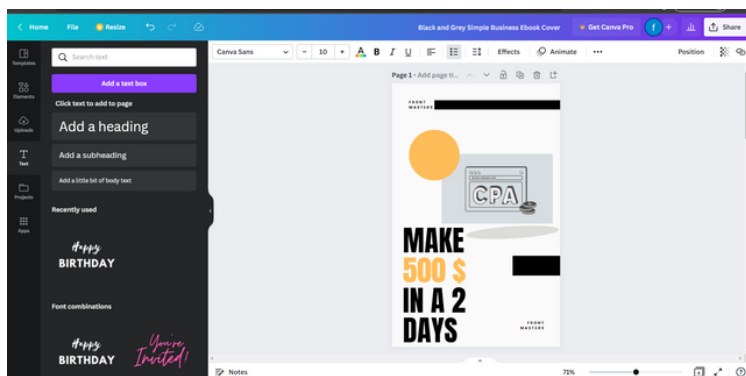 Home File Resize Black and Grey Simple Business Ebook Cover Get Canva Pro f + Share
Canva Sans - 10 + A B I U Effects Animate ••• Position
Templates
Elements
Uploads
Text
Projects
Apps
Search text
Add a text box
Click text to add to page
Add a heading
Add a subheading
Add a little bit of body text
Recently used
Happy
BIRTHDAY
Font combinations
Happy
BIRTHDAY
You're
Invited!
Page 1 - Add page ti...
FRONT
MASTERS
CPA
MAKE
500 $
IN A 2
DAYS
FRONT
MASTERS
Notes 71%